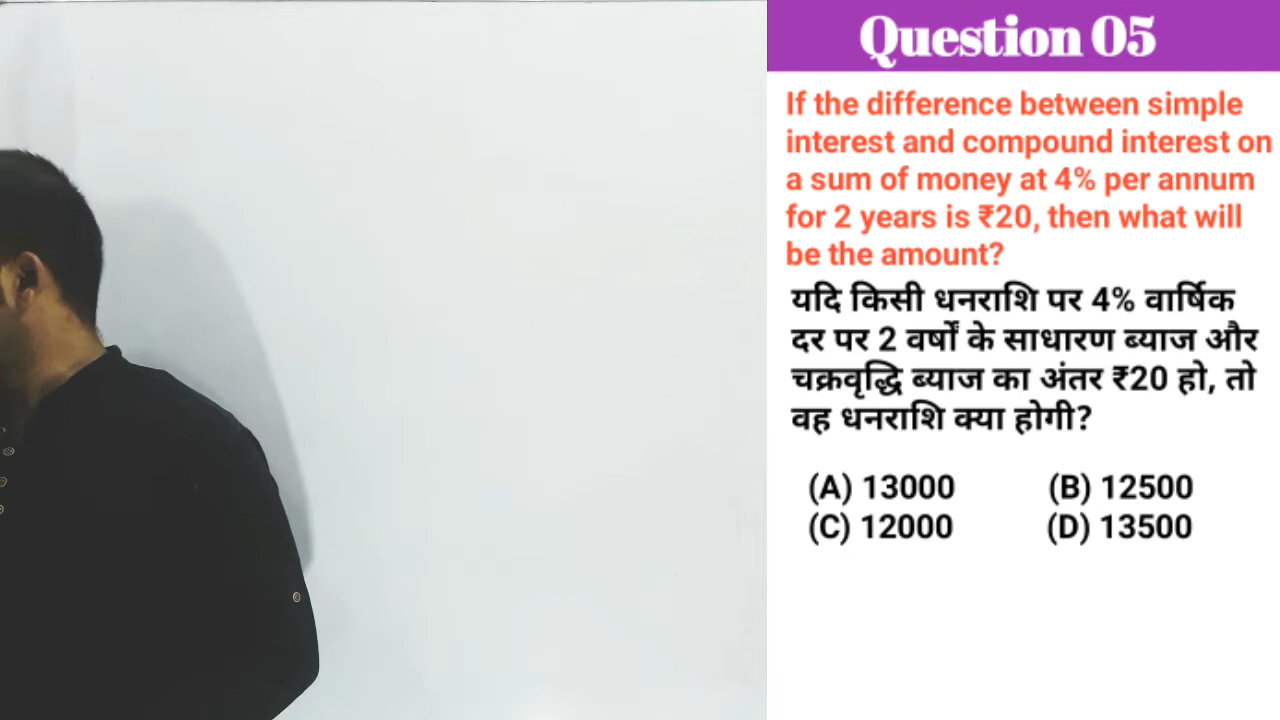 Question 05
If the difference between simple
interest and compound interest on
a sum of money at 4% per annum
for 2 years is ₹20, then what will
be the amount?
यदि किसी धनराशि पर 4% वार्षिक
दर पर 2 वर्षों के साधारण ब्याज और
चक्रवृद्धि ब्याज का अंतर ₹20 हो, तो
वह धनराशि क्या होगी?
(A) 13000 (B) 12500
(C) 12000 (D) 13500